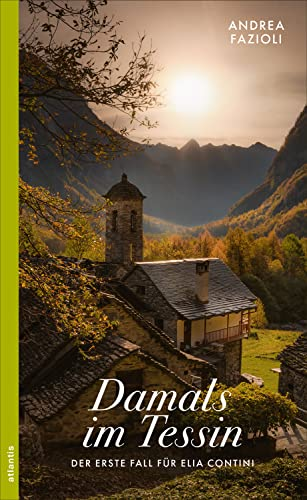 ANDREA
FAZIOLI
Damals
im Tessin
DER ERSTE FALL FÜR ELIA CONTINI
atlantis